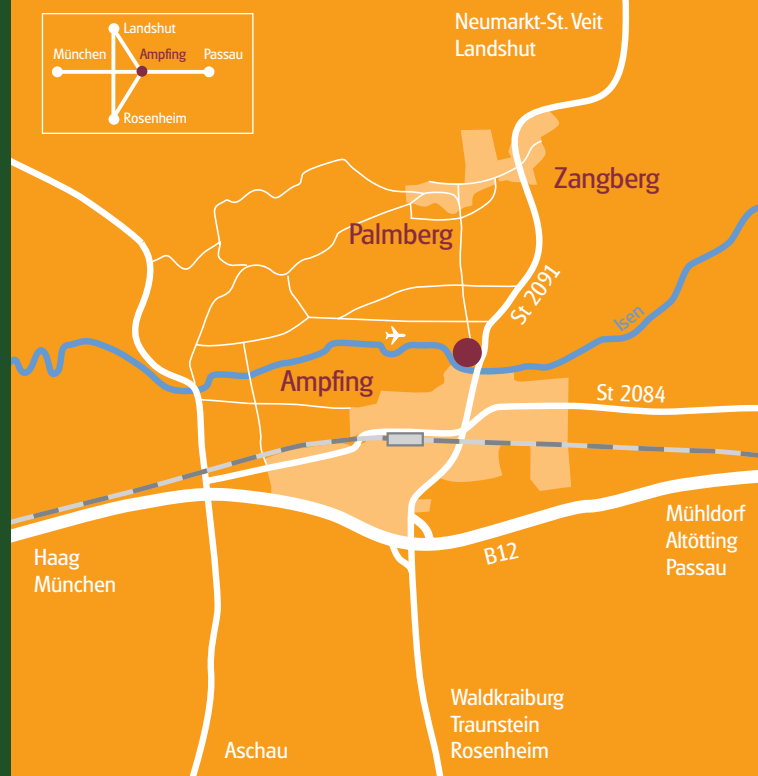 Landshut
München
Ampfing
Passau
Rosenheim
Neumarkt-St. Veit
Landshut
Zangberg
Palmberg
St 2091
Isen
Ampfing
St 2084
Haag
München
B12
Mühldorf
Altötting
Passau
Waldkraiburg
Traunstein
Rosenheim
Aschau